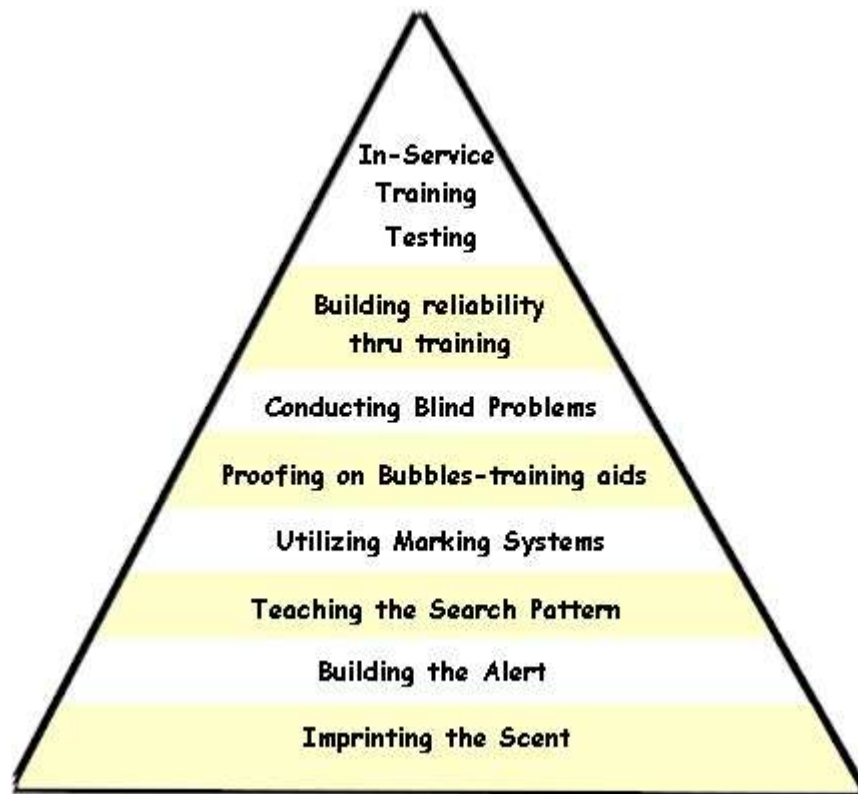 In-Service
Training
Testing
Building reliability
thru training
Conducting Blind Problems
Proofing on Bubbles-training aids
Utilizing Marking Systems
Teaching the Search Pattern
Building the Alert
Imprinting the Scent